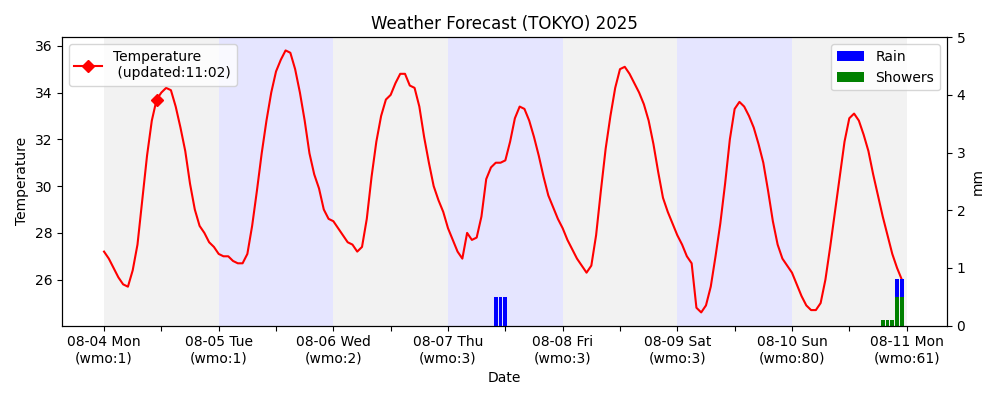 Weather Forecast (TOKYO) 2025
Temperature
(updated:11:02)
Rain
Showers
36
34
32
30
28
26
Temperature
5
4
3
2
1
0
mm
08-04 Mon
(wmo:1)
08-05 Tue
(wmo:1)
08-06 Wed
(wmo:2)
08-07 Thu
(wmo:3)
08-08 Fri
(wmo:3)
08-09 Sat
(wmo:3)
08-10 Sun
(wmo:80)
08-11 Mon
(wmo:61)
Date